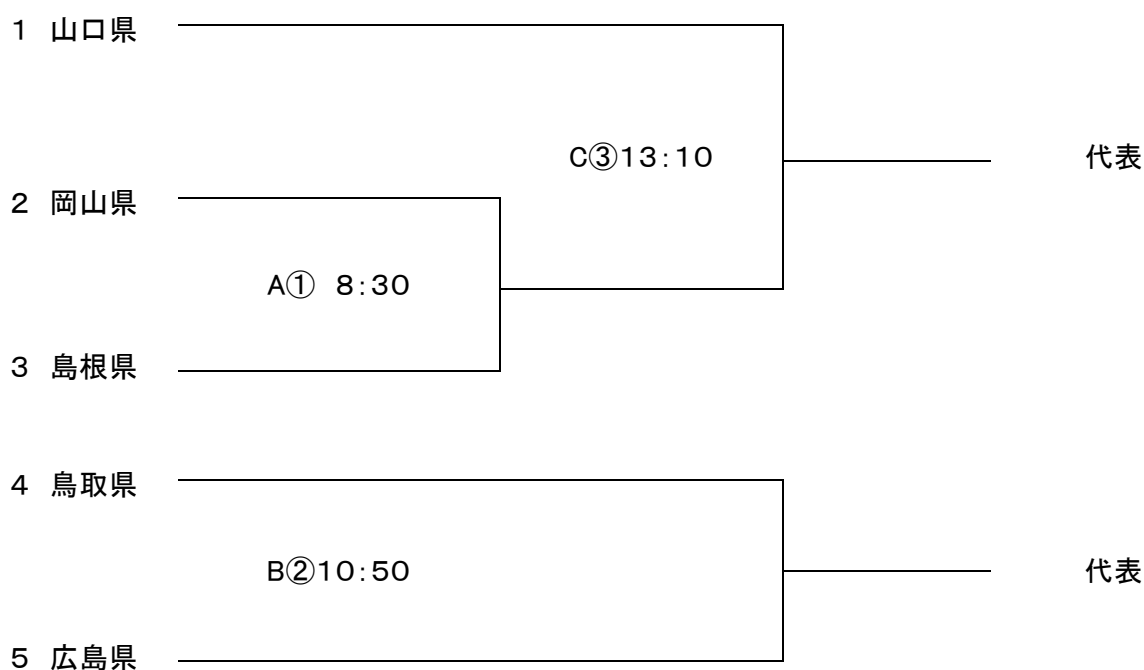 １ 山口県
C③１３：１０
代表
２ 岡山県
A① ８：３０
３ 島根県
４ 鳥取県
B②１０：５０
代表
５ 広島県